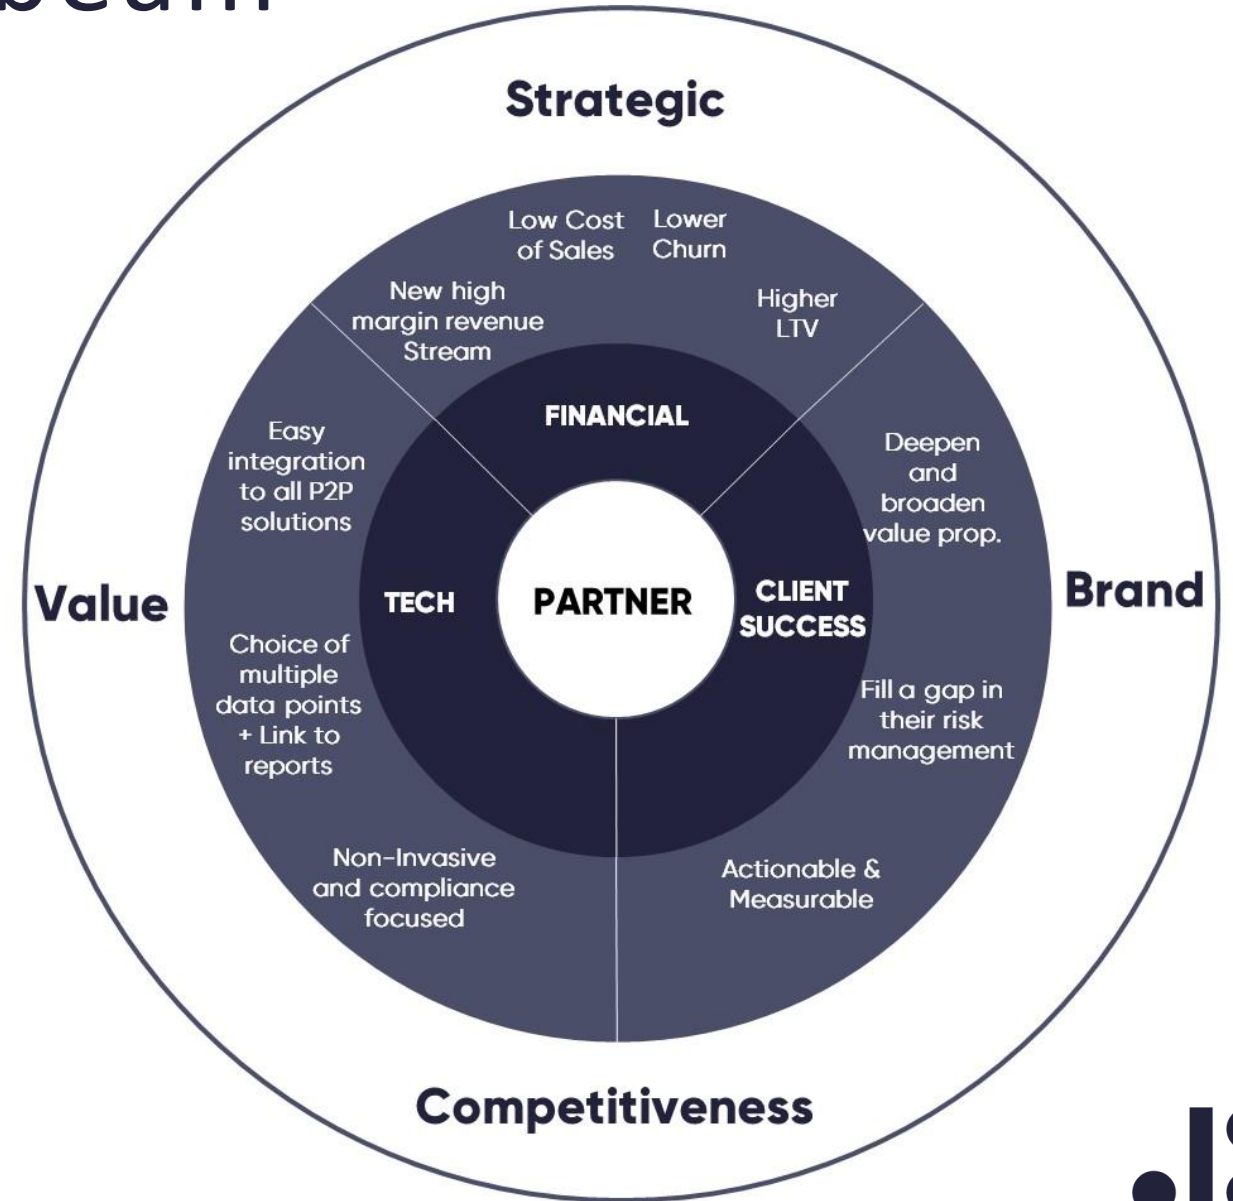 Strategic
Low Cost
of Sales
Lower
Churn
New high
margin revenue
Stream
Higher
LTV
FINANCIAL
Easy
integration
to all P2P
solutions
Deepen
and
broaden
value prop.
Value
TECH
PARTNER
CLIENT
SUCCESS
Brand
Choice of
multiple
data points
+ Link to
reports
Fill a gap in
their risk
management
Non-Invasive
and compliance
focused
Actionable &
Measurable
Competitiveness